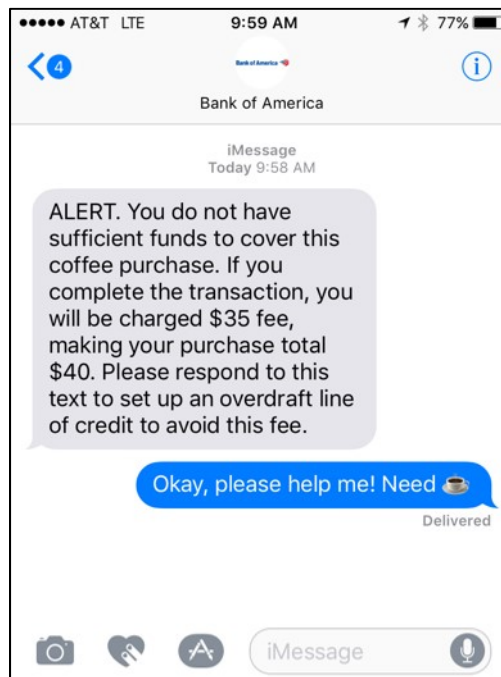 AT&T LTE 9:59 AM 77%
4
Bank of America
Bank of America
iMessage
Today 9:58 AM
ALERT. You do not have
sufficient funds to cover this
coffee purchase. If you
complete the transaction, you
will be charged $35 fee,
making your purchase total
$40. Please respond to this
text to set up an overdraft line
of credit to avoid this fee.
Okay, please help me! Need ☕
Delivered
iMessage